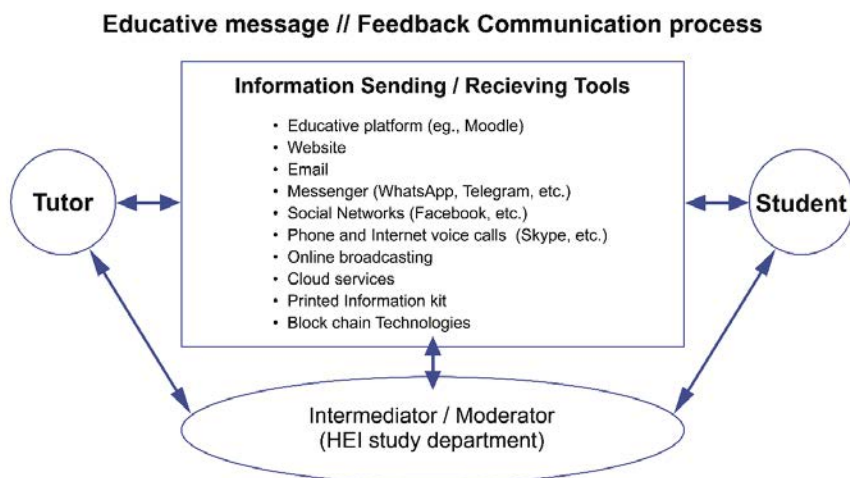 Educative message // Feedback Communication process
Information Sending / Recieving Tools
• Educative platform (eg., Moodle)
• Website
• Email
• Messenger (WhatsApp, Telegram, etc.)
• Social Networks (Facebook, etc.)
• Phone and Internet voice calls (Skype, etc.)
• Online broadcasting
• Cloud services
• Printed Information kit
• Block chain Technologies
Tutor
Student
Intermediator / Moderator
(HEI study department)